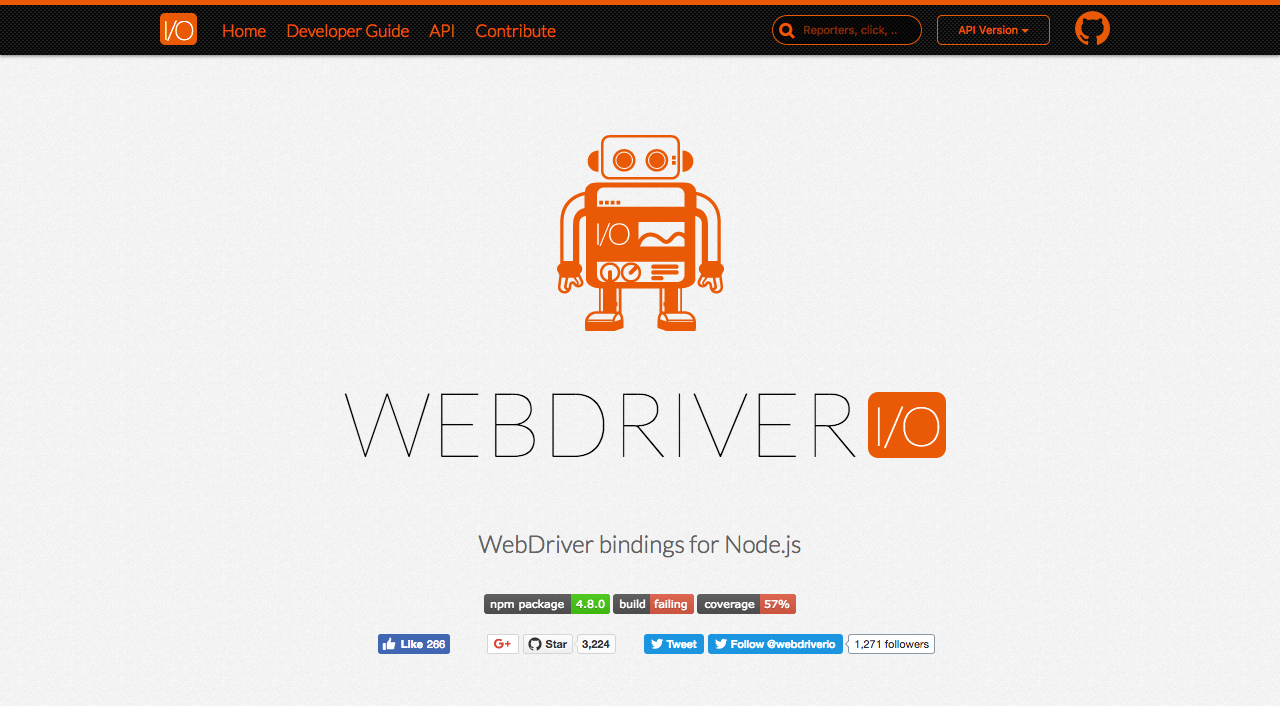 I/O Home Developer Guide API Contribute Reporters, click, .. API Version
I/O
WEBDRIVER I/O
WebDriver bindings for Node.js
npm package 4.8.0 build failing coverage 57%
Like 266 G+ Star 3,224 Tweet Follow @webdriverio 1,271 followers